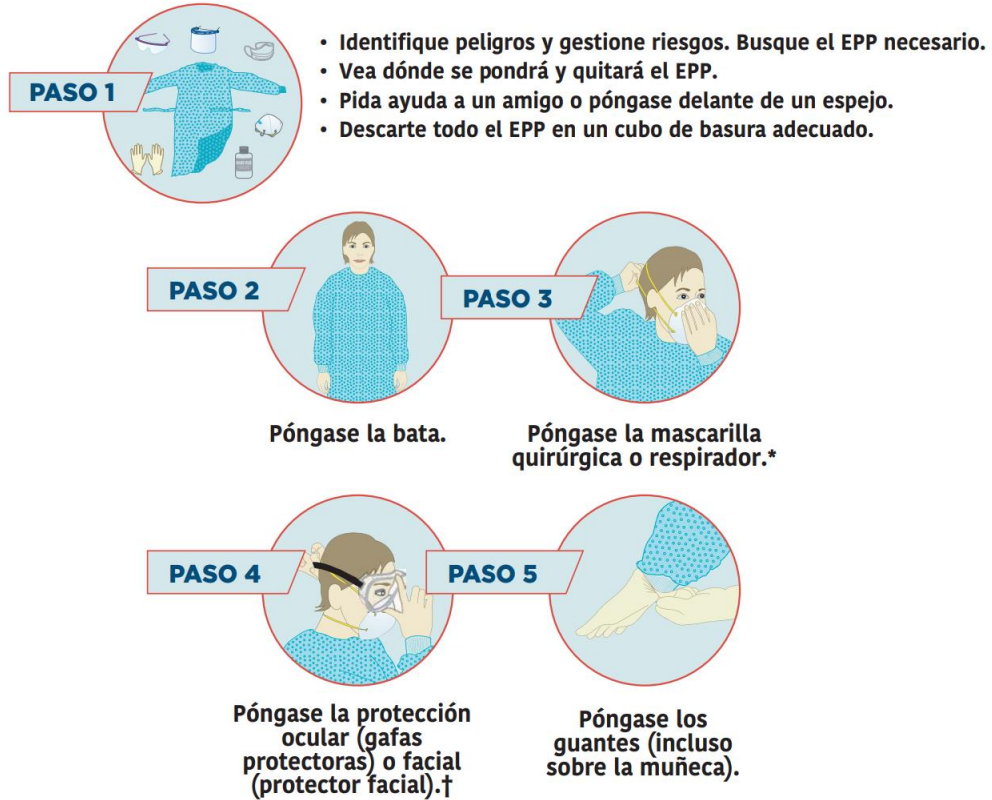 PASO 1
• Identifique peligros y gestione riesgos. Busque el EPP necesario.
• Vea dónde se pondrá y quitará el EPP.
• Pida ayuda a un amigo o póngase delante de un espejo.
• Descarte todo el EPP en un cubo de basura adecuado.
PASO 2
Póngase la bata.
PASO 3
Póngase la mascarilla
quirúrgica o respirador.*
PASO 4
Póngase la protección
ocular (gafas
protectoras) o facial
(protector facial).†
PASO 5
Póngase los
guantes (incluso
sobre la muñeca).